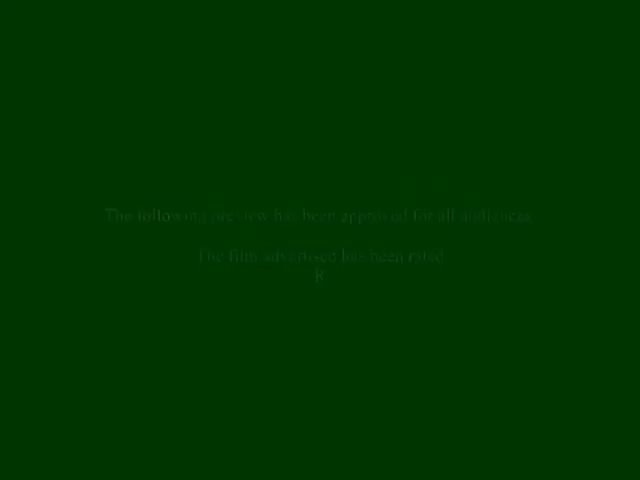 The following preview has been approved for all audiences
The film advertised has been rated
R